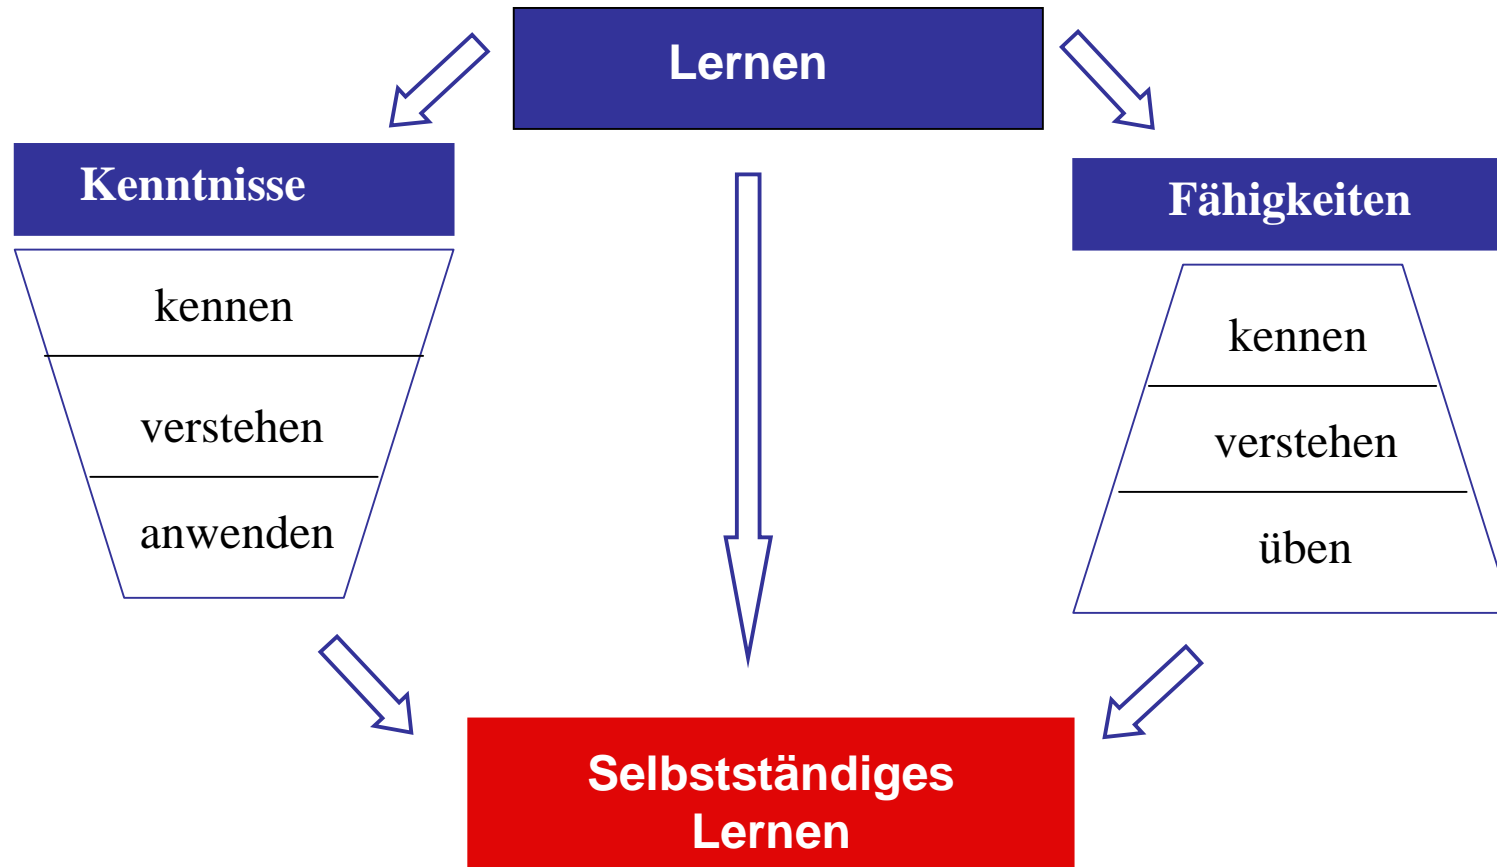 Lernen
Kenntnisse
kennen
verstehen
anwenden
Fähigkeiten
kennen
verstehen
üben
Selbstständiges
Lernen